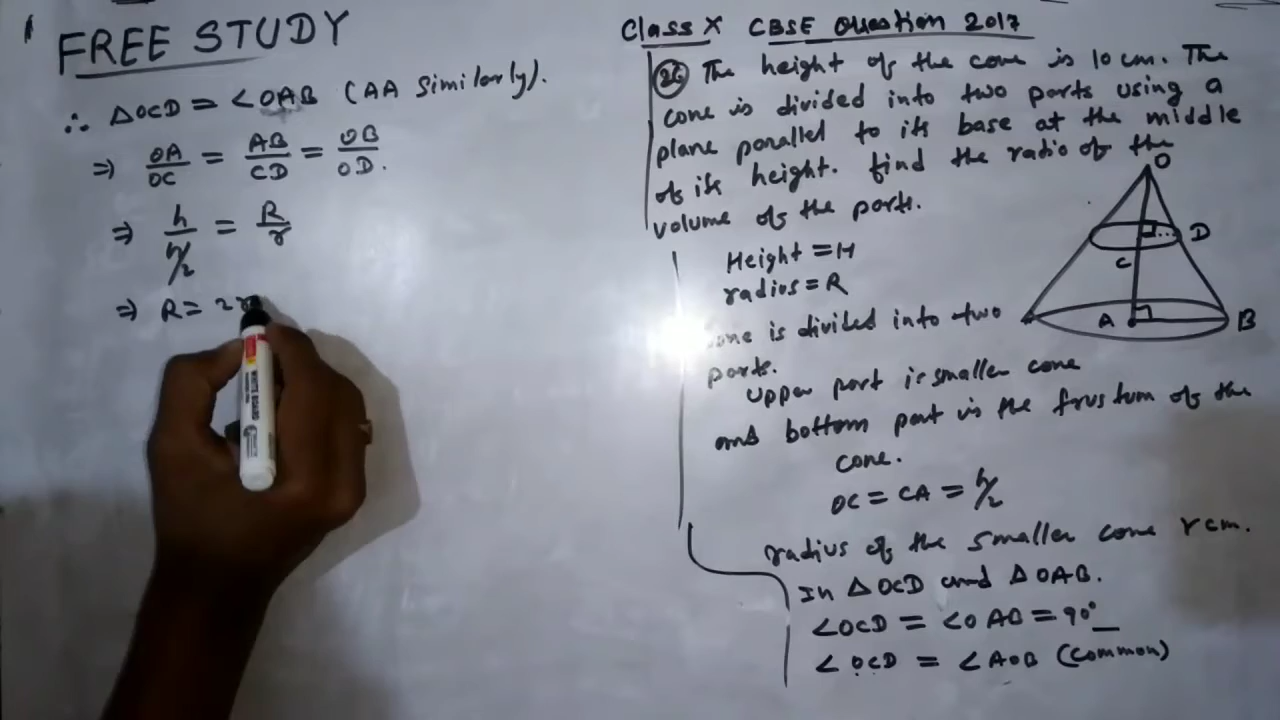 FREE STUDY
∴ △OCD = ∠OAB (AA Similarly).
⇒ OA/OC = AB/CD = OB/OD.
⇒ h/h/2 = R/r
⇒ R = 2r
Class X CBSE Question 2017
26 The height of the cone is 10 cm. The
cone is divided into two parts using a
plane parallel to its base at the middle
of its height. find the ratio of the
volume of the parts.
O
D
C
A
B
Height = H
radius = R
cone is divided into two
parts.
Upper part is smaller cone
and bottom part is the frustum of the
cone.
OC = CA = h/2
radius of the smaller cone r cm.
In △OCD and △OAB.
∠OCD = ∠OAB = 90°
∠OCD = ∠AOB (common)